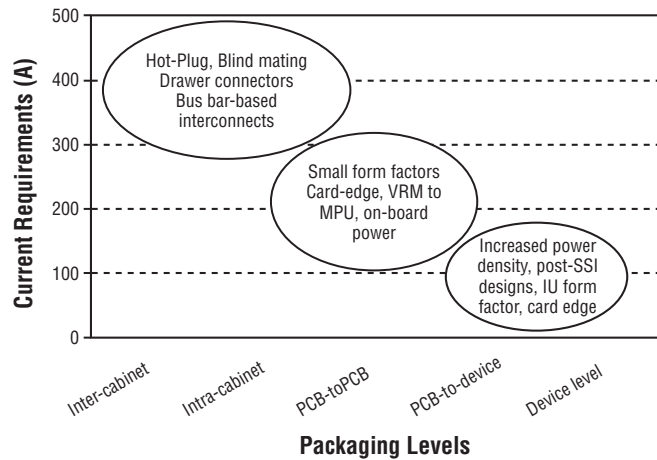 500
400
300
200
100
0
Current Requirements (A)
Hot-Plug, Blind mating
Drawer connectors
Bus bar-based
interconnects
Small form factors
Card-edge, VRM to
MPU, on-board
power
Increased power
density, post-SSI
designs, IU form
factor, card edge
Inter-cabinet
Intra-cabinet
PCB-toPCB
PCB-to-device
Device level
Packaging Levels